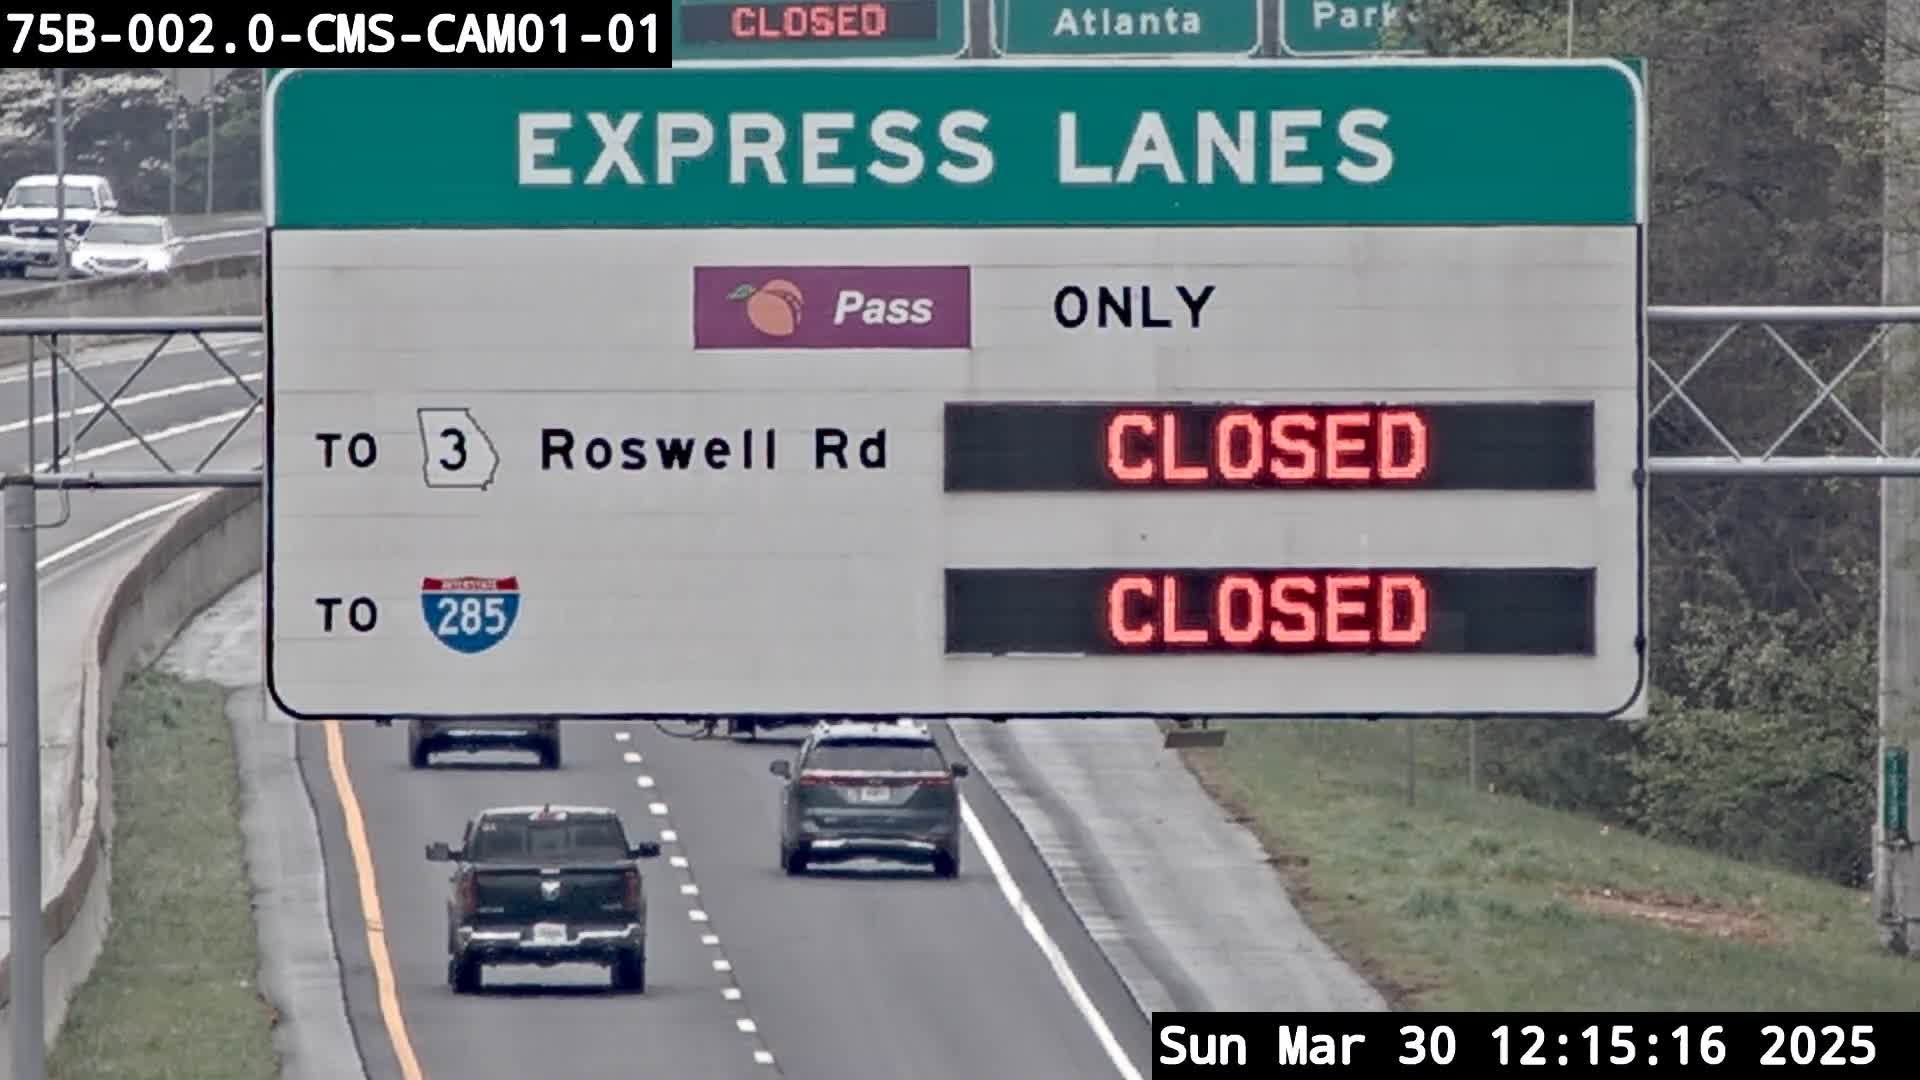 75B-002.0-CMS-CAM01-01
CLOSED
Atlanta
EXPRESS LANES
Pass ONLY
TO 3 Roswell Rd CLOSED
TO INTERSTATE 285 CLOSED
Sun Mar 30 12:15:16 2025